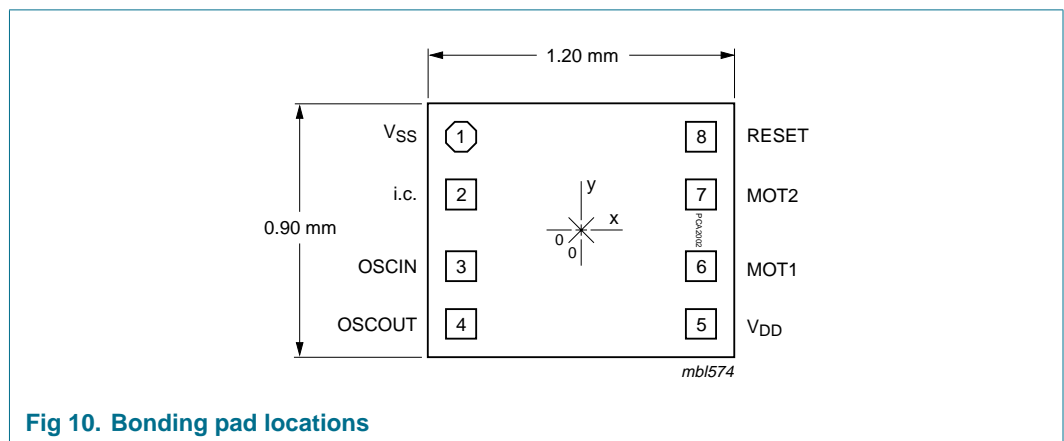 1.20 mm
0.90 mm
VSS 1
i.c. 2
OSCIN 3
OSCOUT 4
8 RESET
7 MOT2
PCA2002
6 MOT1
5 VDD
y
x
0
0
mbl574
Fig 10. Bonding pad locations